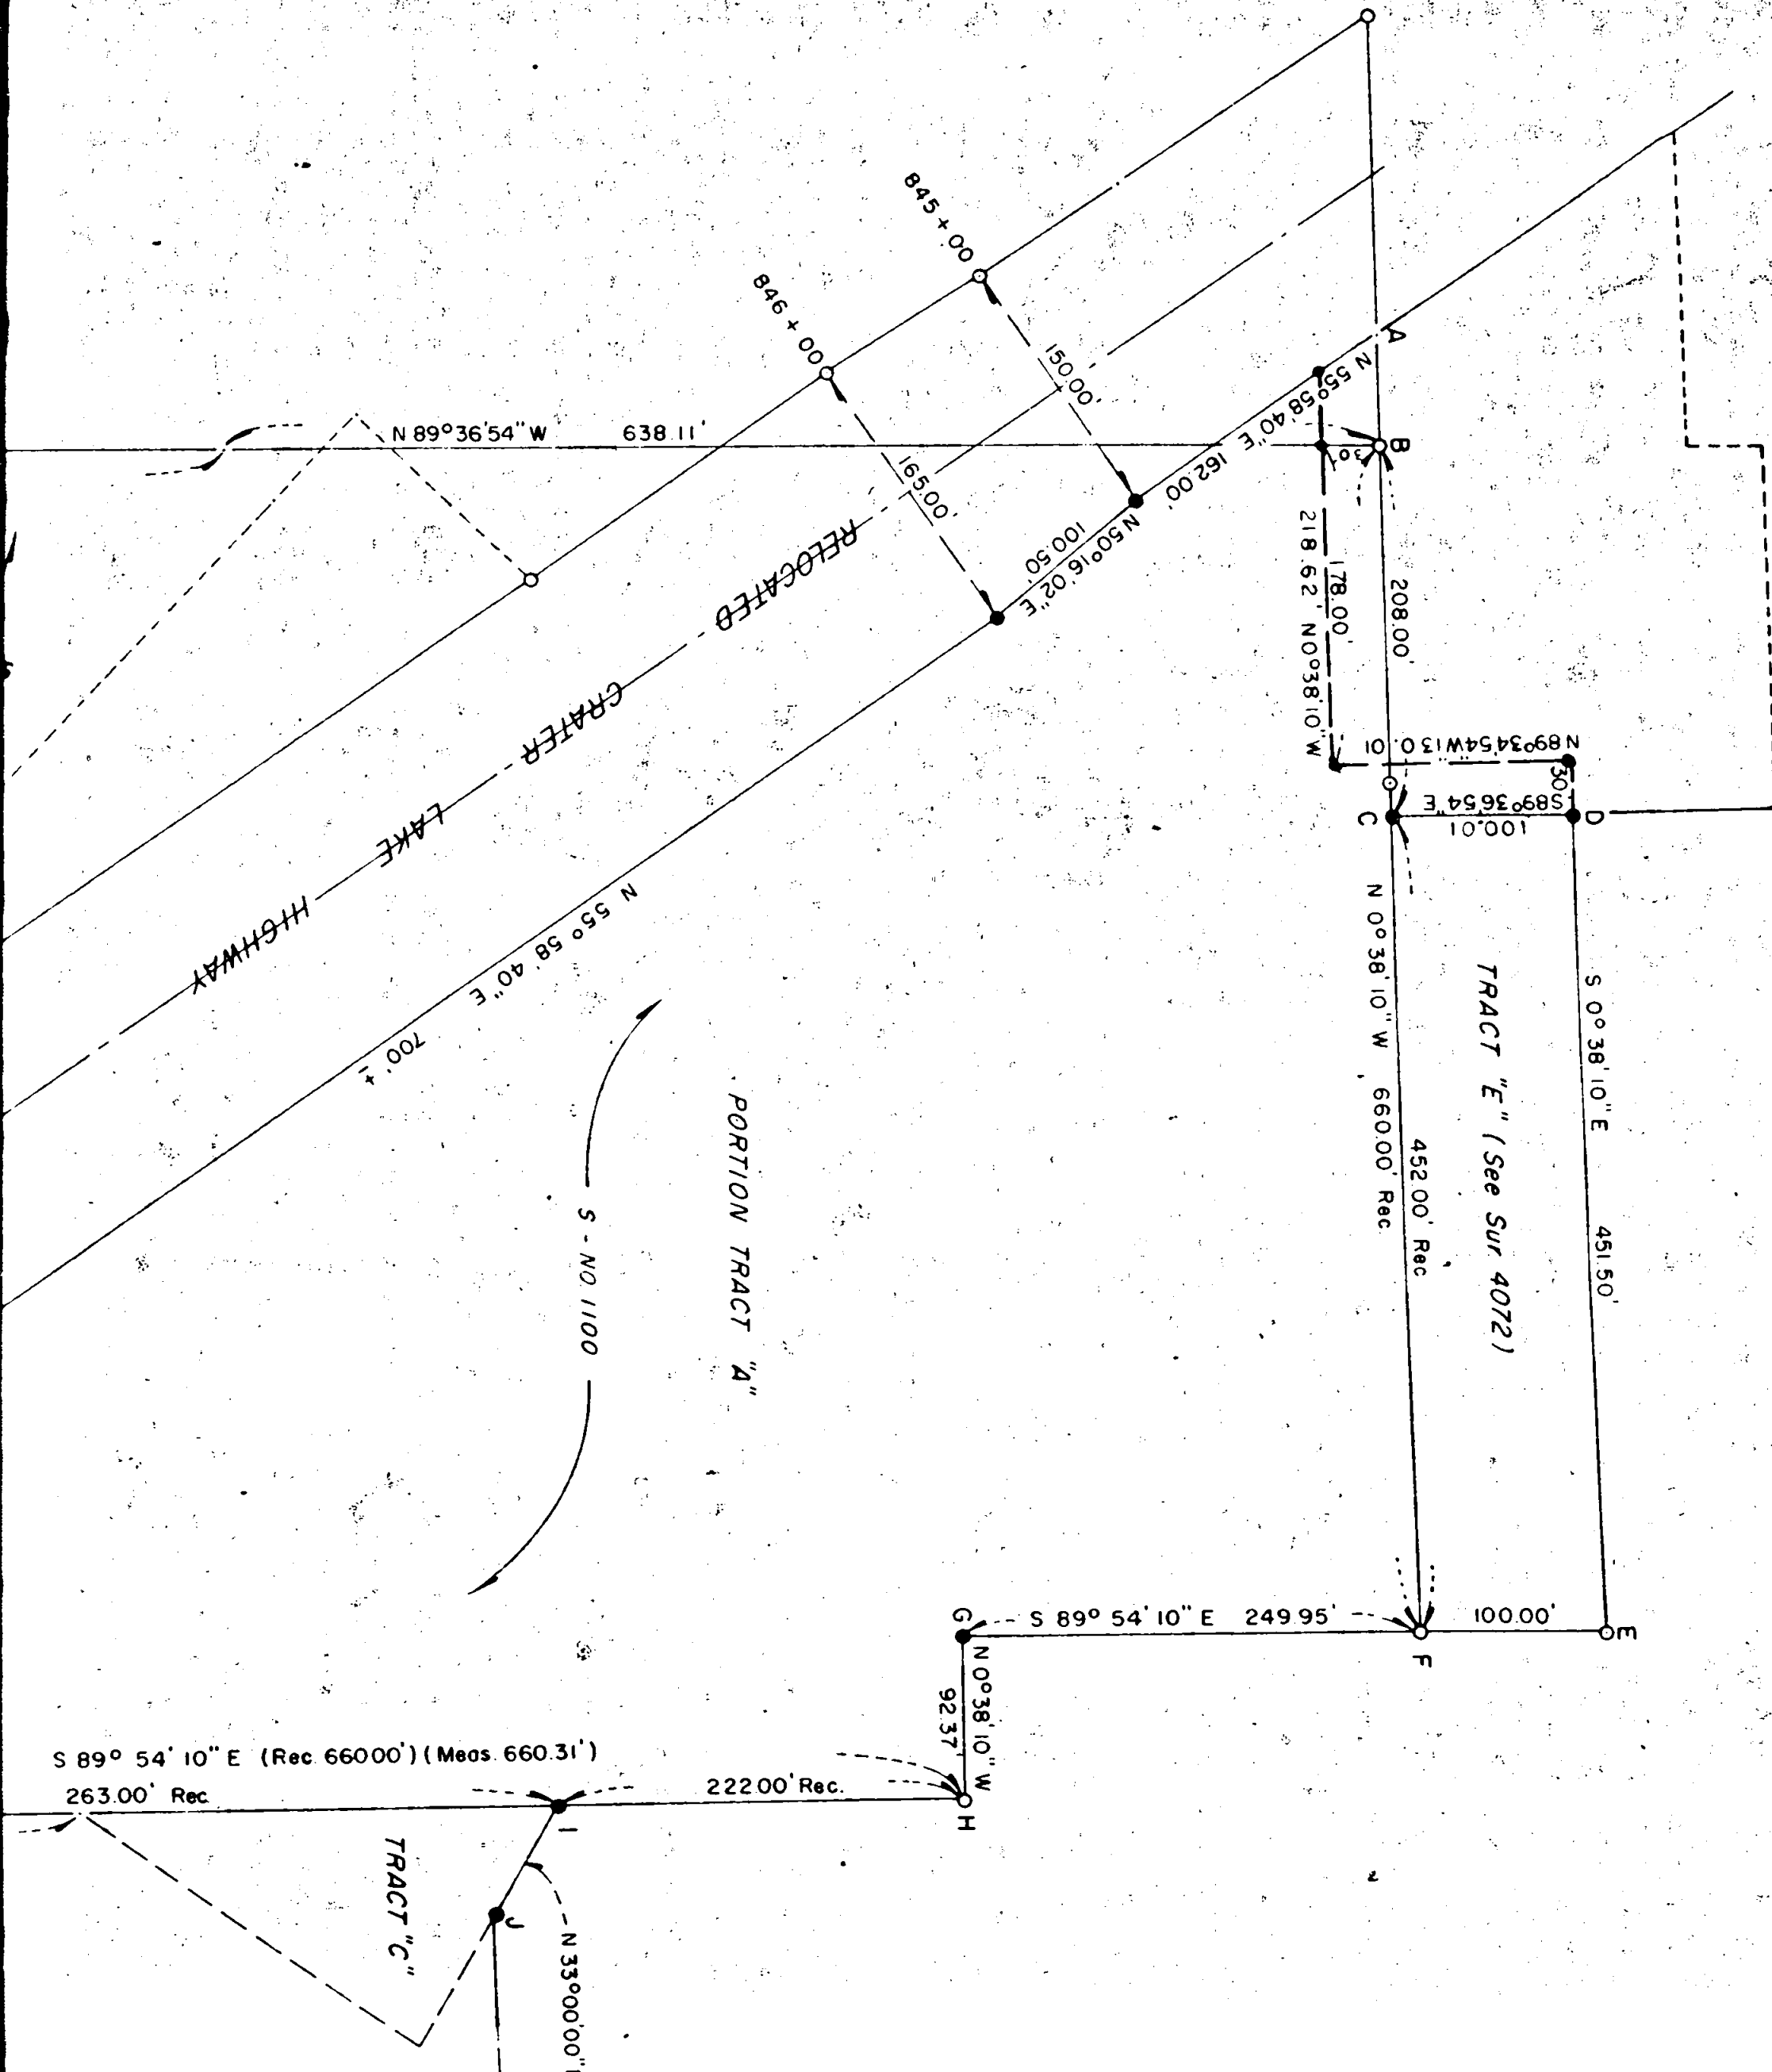 845 + 00
846 + 00
150.00'
165.00'
N 89°36'54" W 638.11'
A
N 55°58'40" E 162.00'
B
30'
N 50°16'02" E
100.50'
178.00'
218.62' N0°38'10" W
208.00'
N89°34'54"W 130.01
30'
S89°36'54"E
100.01
C
D
RELOCATED
CRATER
LAKE
HIGHWAY
N 55° 58' 40" E
700' ±
N 0° 38' 10" W 660.00' Rec.
452.00' Rec
TRACT "E" (See Sur. 4072)
S 0° 38' 10" E 451.50'
PORTION TRACT "A"
S - NO. 1100
G
S 89° 54' 10" E 249.95'
100.00'
E
F
N 0°38'10" W
92.37'
H
S 89° 54' 10" E (Rec. 660.00') (Meas. 660.31')
263.00' Rec.
222.00' Rec.
I
TRACT "C"
J
N 33°00'00"